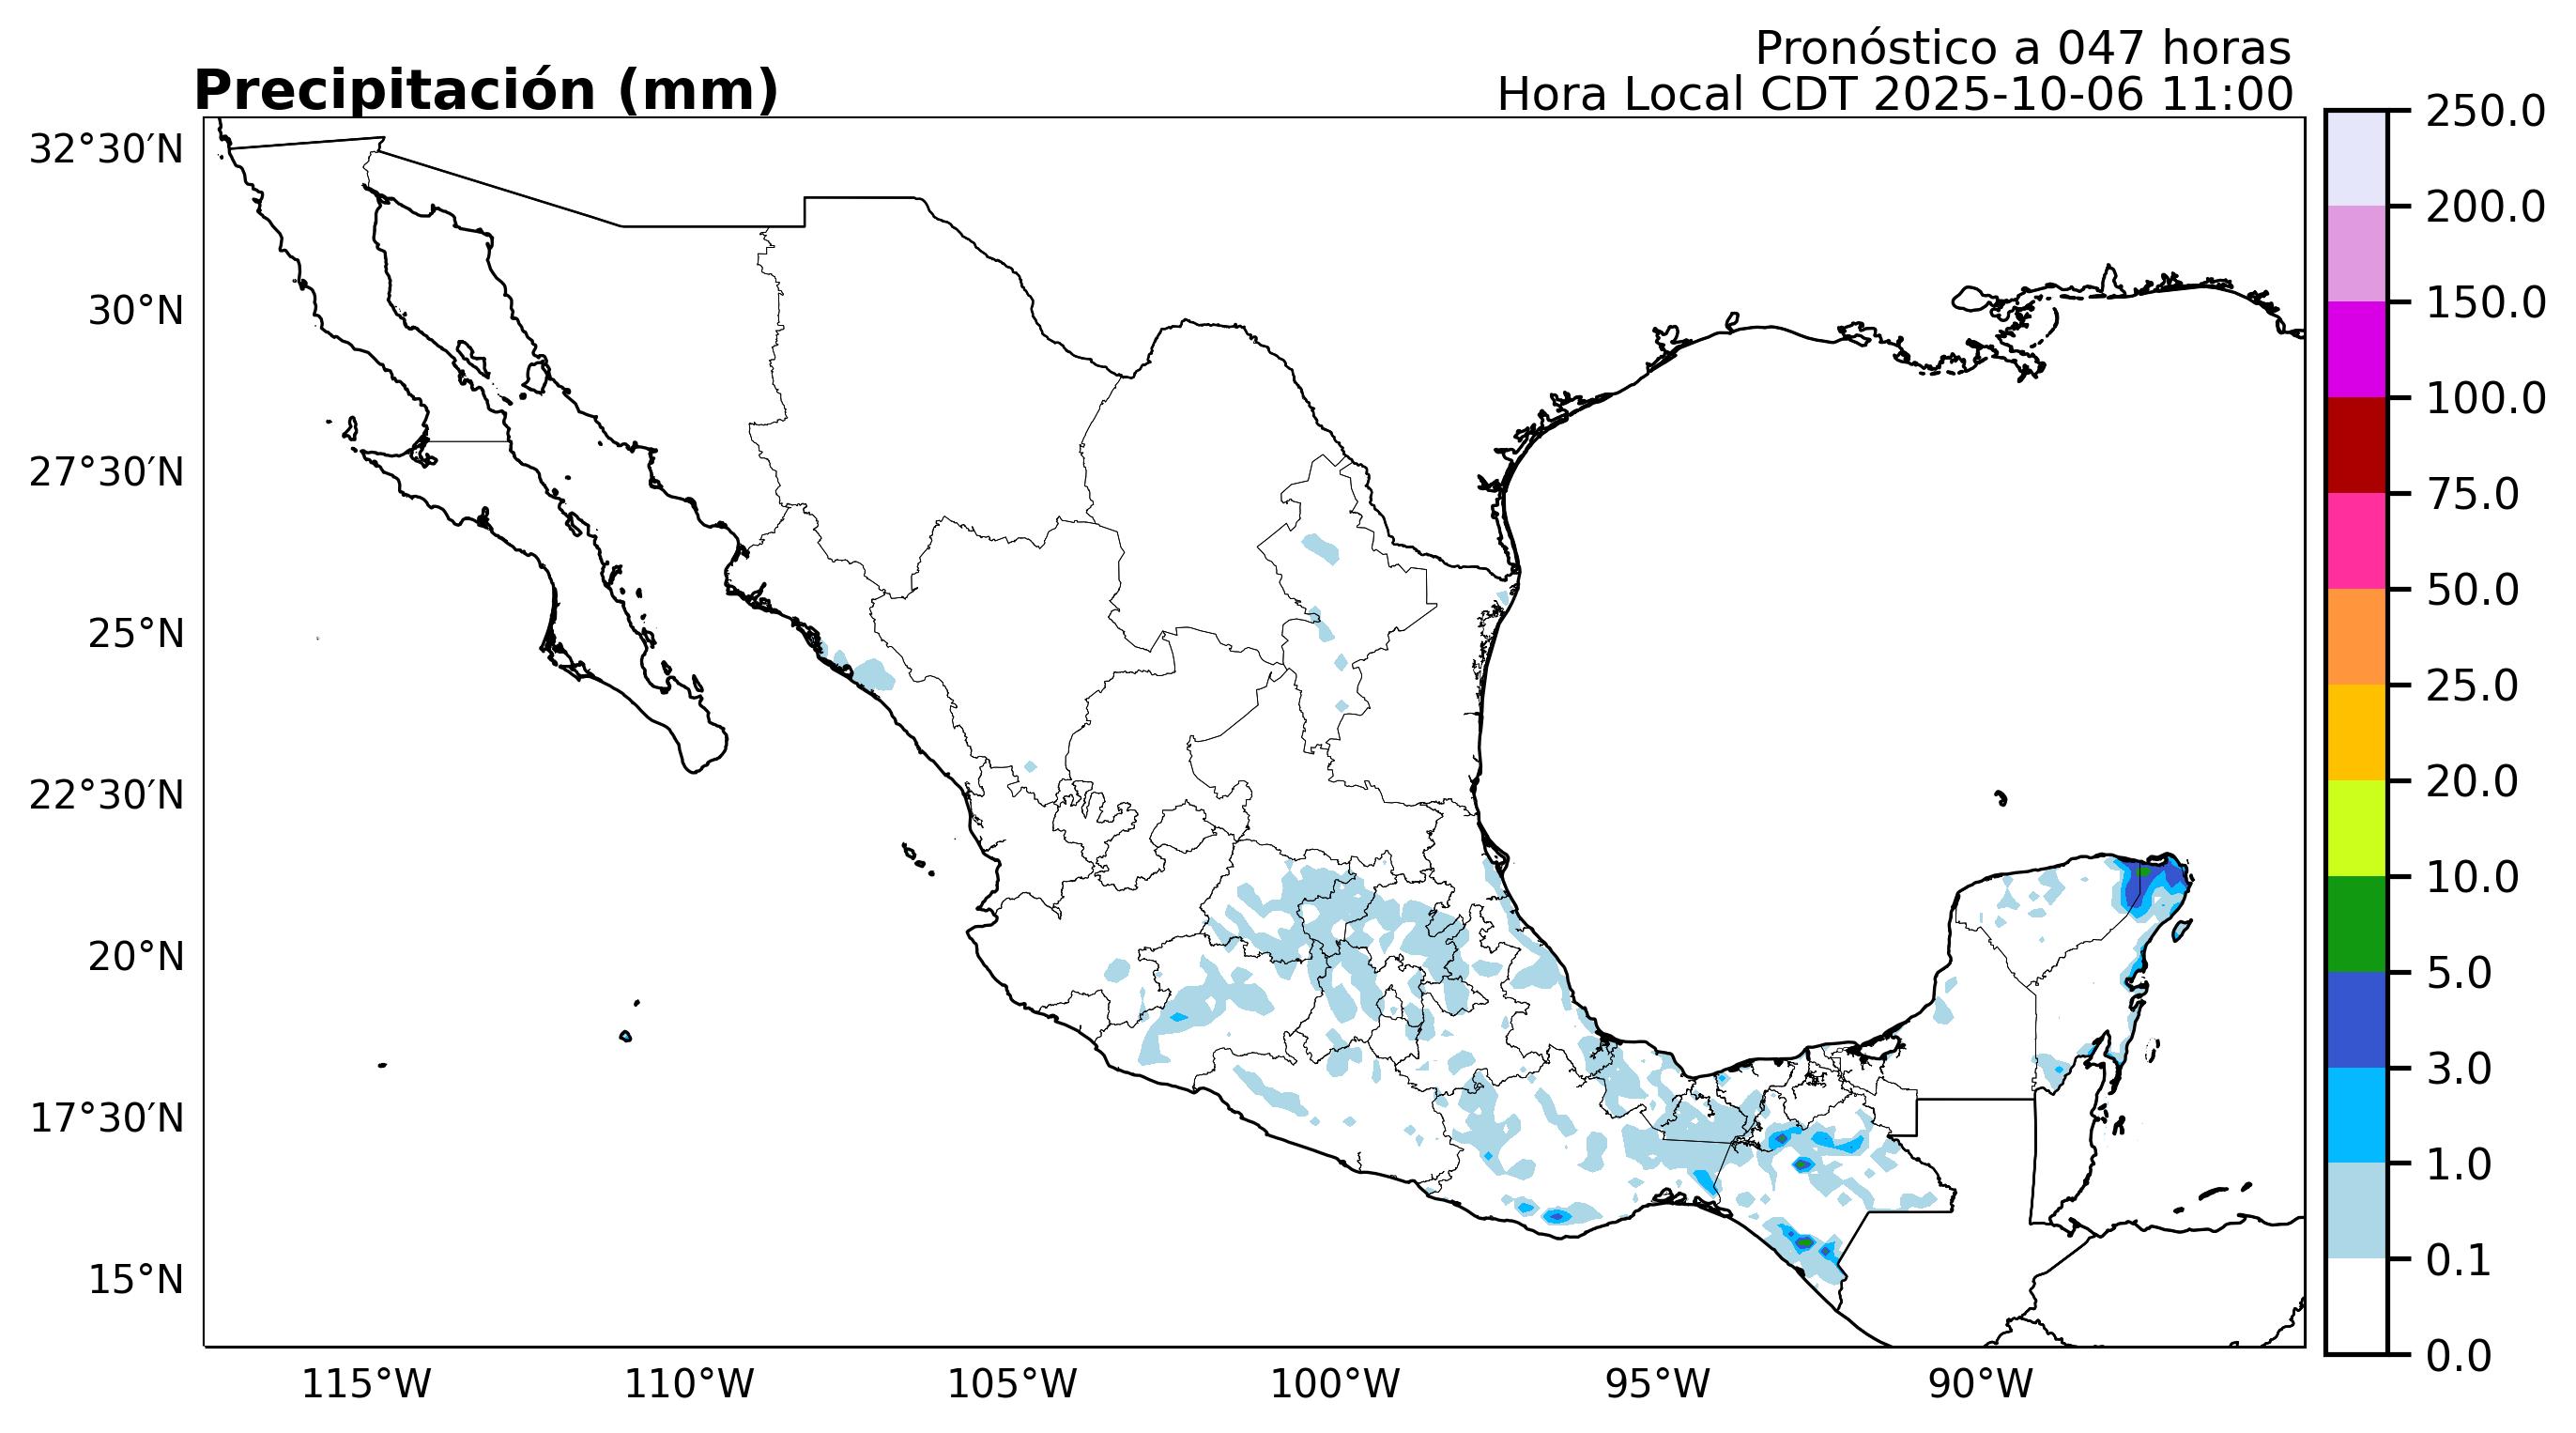 Pronóstico a 047 horas
Precipitación (mm)
Hora Local CDT 2025-10-06 11:00
32°30′N
30°N
27°30′N
25°N
22°30′N
20°N
17°30′N
15°N
115°W
110°W
105°W
100°W
95°W
90°W
250.0
200.0
150.0
100.0
75.0
50.0
25.0
20.0
10.0
5.0
3.0
1.0
0.1
0.0